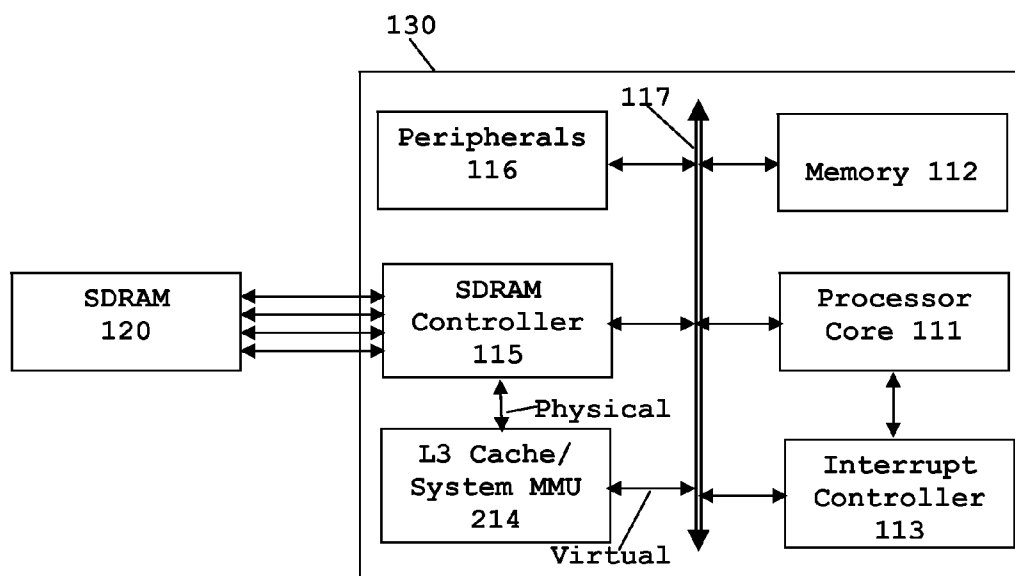 130
117
Peripherals
116
Memory 112
SDRAM
120
SDRAM
Controller
115
Processor
Core 111
Physical
L3 Cache/
System MMU
214
Interrupt
Controller
113
Virtual